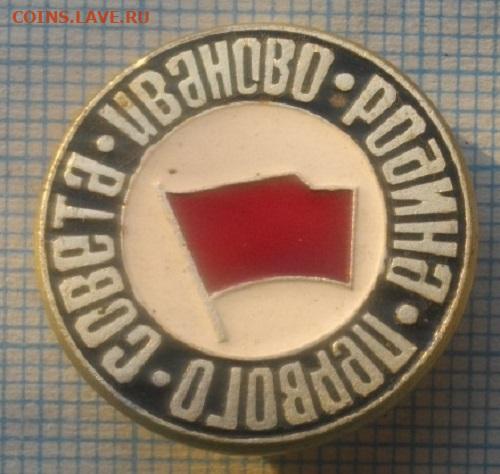 COINS.LAVE.RU
ИВАНОВО • РОДИНА • ПЕРВОГО • СОВЕТА •